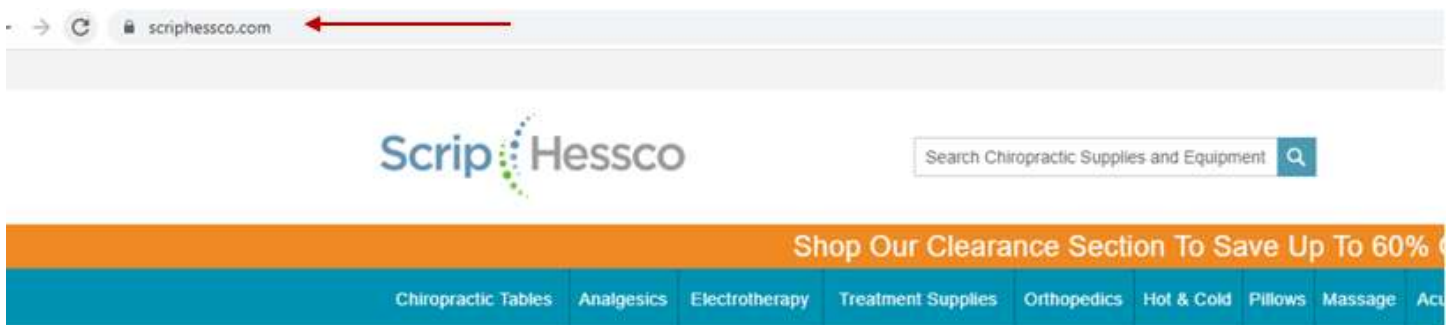 scriphessco.com
Scrip Hessco
Search Chiropractic Supplies and Equipment
Shop Our Clearance Section To Save Up To 60%
Chiropractic Tables Analgesics Electrotherapy Treatment Supplies Orthopedics Hot & Cold Pillows Massage